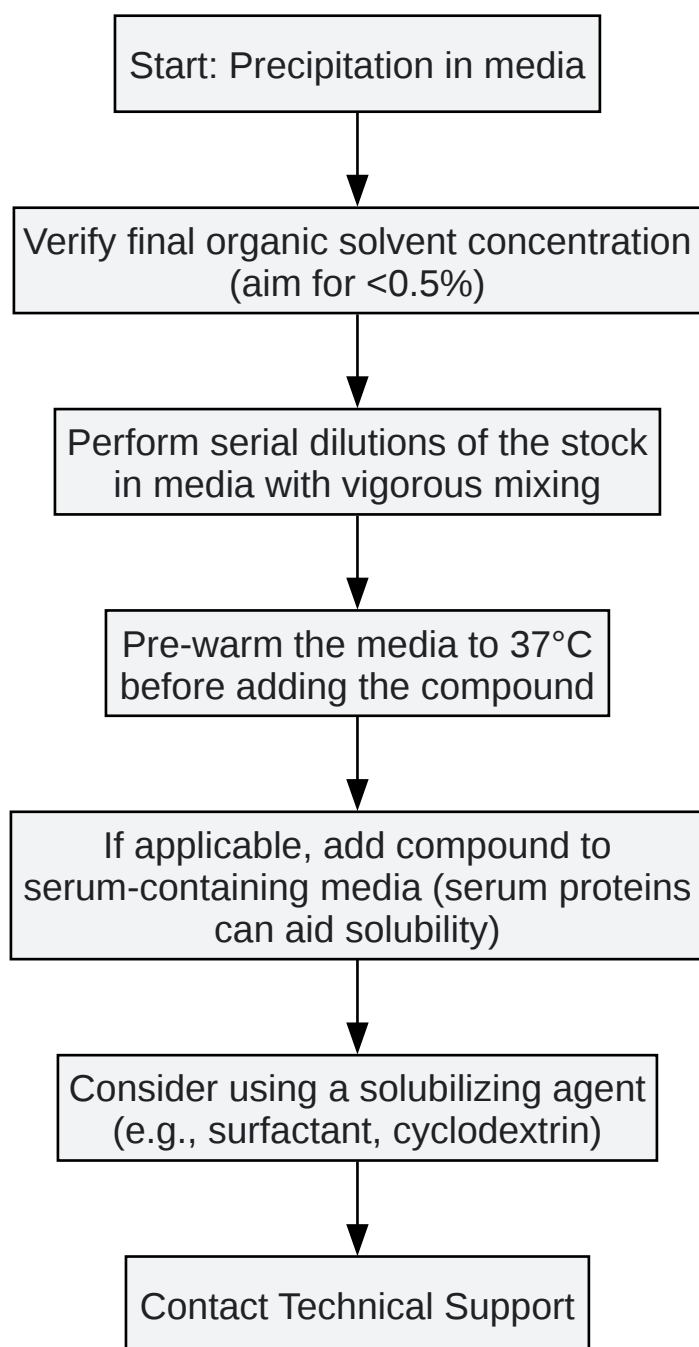 Start: Precipitation in media
Verify final organic solvent concentration
(aim for <0.5%)
Perform serial dilutions of the stock
in media with vigorous mixing
Pre-warm the media to 37°C
before adding the compound
If applicable, add compound to
serum-containing media (serum proteins
can aid solubility)
Consider using a solubilizing agent
(e.g., surfactant, cyclodextrin)
Contact Technical Support